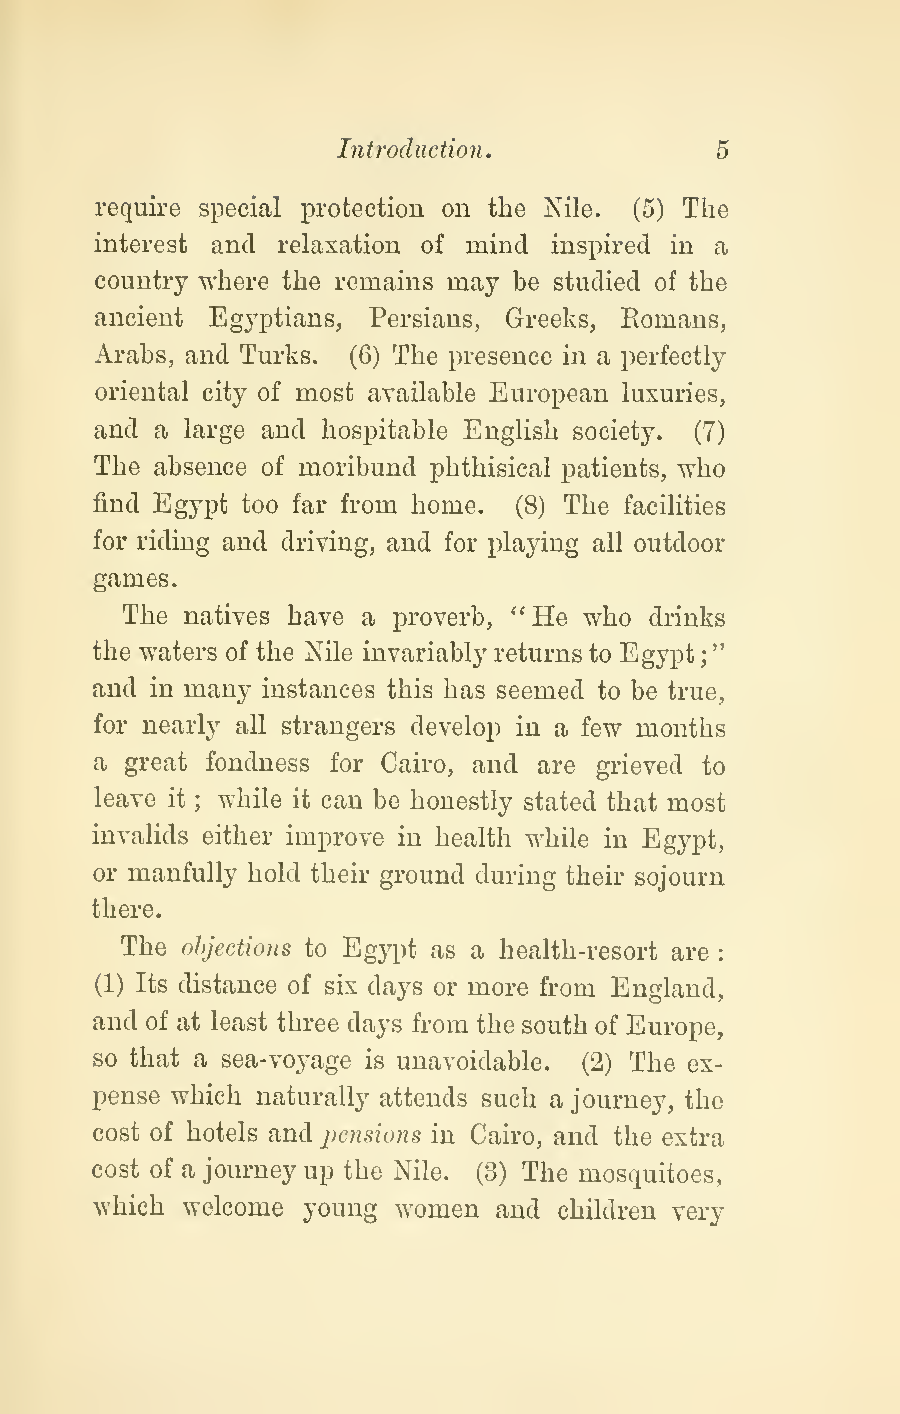 Introduction. 5
require special protection on the Nile. (5) The
interest and relaxation of mind inspired in a
country where the remains may be studied of the
ancient Egyptians, Persians, Greeks, Romans,
Arabs, and Turks. (6) The presence in a perfectly
oriental city of most available European luxuries,
and a large and hospitable English society. (7)
The absence of moribund phthisical patients, who
find Egypt too far from home. (8) The facilities
for riding and driving, and for playing all outdoor
games.
The natives have a proverb, “He who drinks
the waters of the Nile invariably returns to Egypt;”
and in many instances this has seemed to be true,
for nearly all strangers develop in a few months
a great fondness for Cairo, and are grieved to
leave it; while it can be honestly stated that most
invalids either improve in health while in Egypt,
or manfully hold their ground during their sojourn
there.
The objections to Egypt as a health-resort are:
(1) Its distance of six days or more from England,
and of at least three days from the south of Europe,
so that a sea-voyage is unavoidable. (2) The ex-
pense which naturally attends such a journey, the
cost of hotels and pensions in Cairo, and the extra
cost of a journey up the Nile. (3) The mosquitoes,
which welcome young women and children very